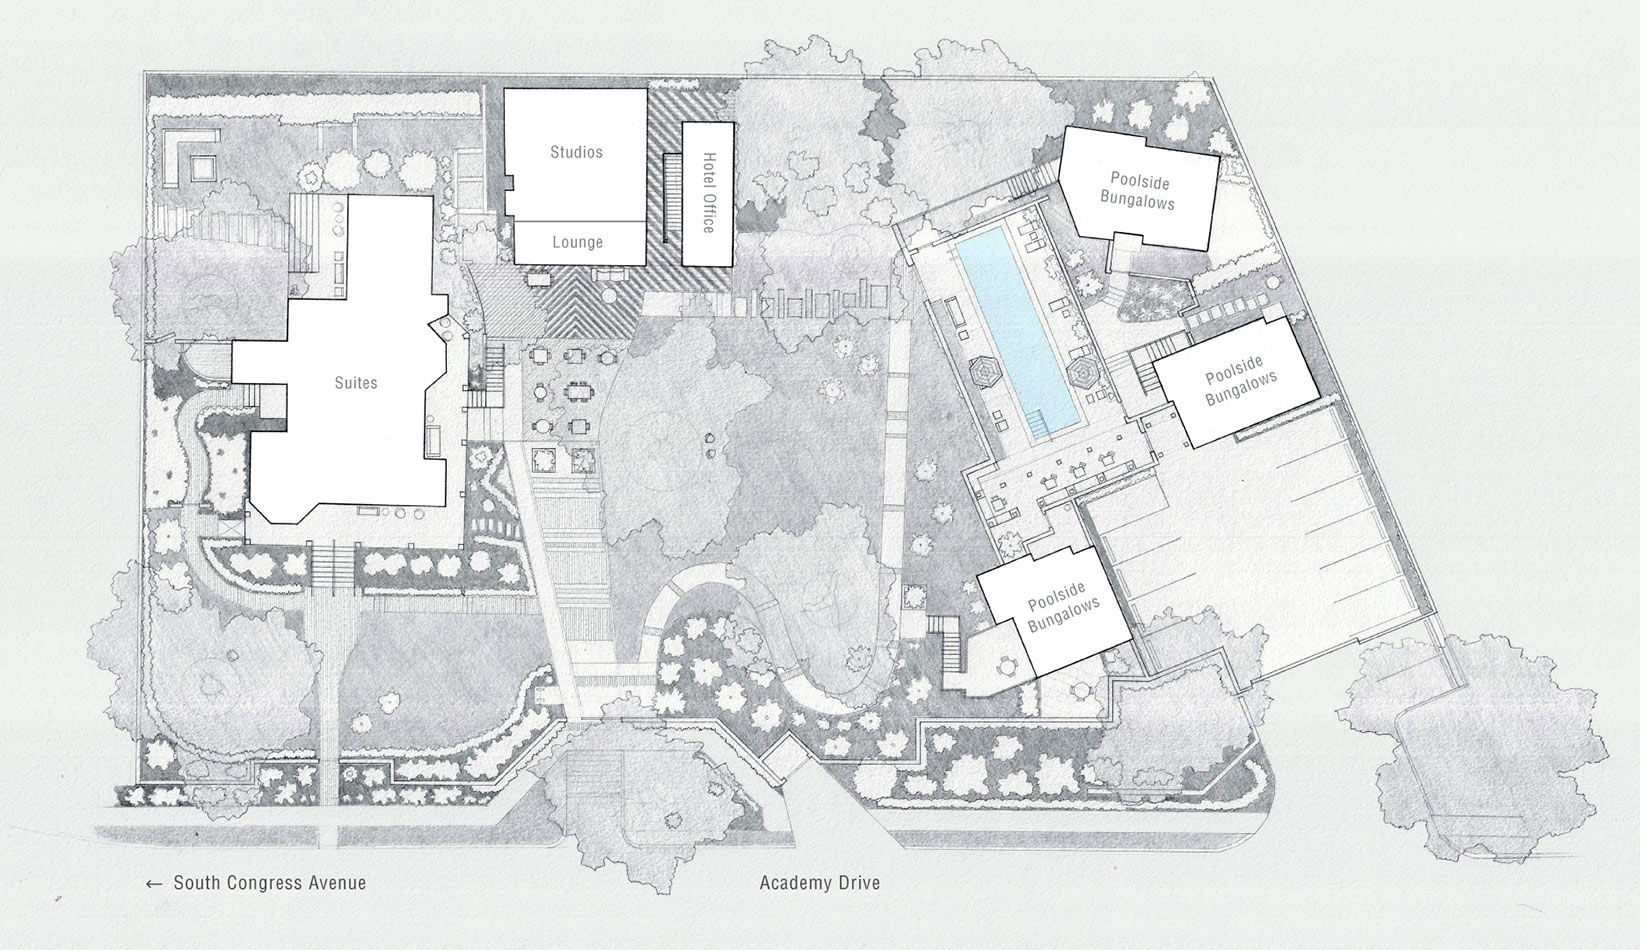 Studios
Lounge
Hotel Office
Suites
Poolside
Bungalows
Poolside
Bungalows
Poolside
Bungalows
← South Congress Avenue
Academy Drive